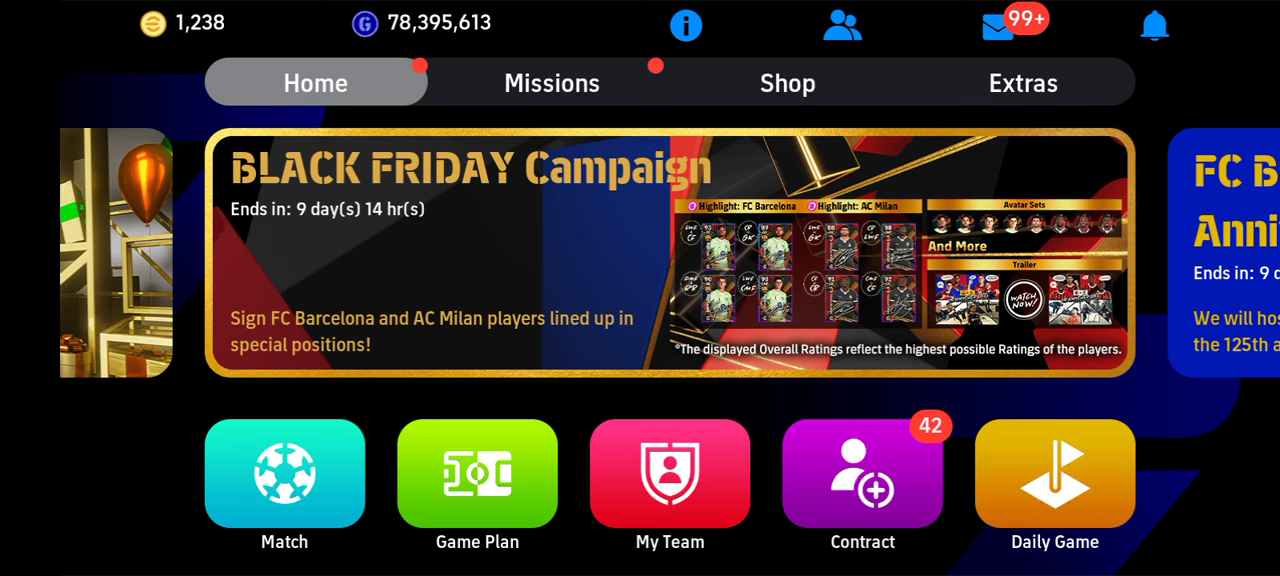 1,238
78,395,613
99+
Home
Missions
Shop
Extras
BLACK FRIDAY Campaign
Ends in: 9 day(s) 14 hr(s)
Highlight: FC Barcelona
Highlight: AC Milan
Avatar Sets
And More
Trailer
WATCH
NOW!
Sign FC Barcelona and AC Milan players lined up in
special positions!
*The displayed Overall Ratings reflect the highest possible Ratings of the players.
FC B
Anni
Ends in: 9 d
We will hos
the 125th a
42
Match
Game Plan
My Team
Contract
Daily Game